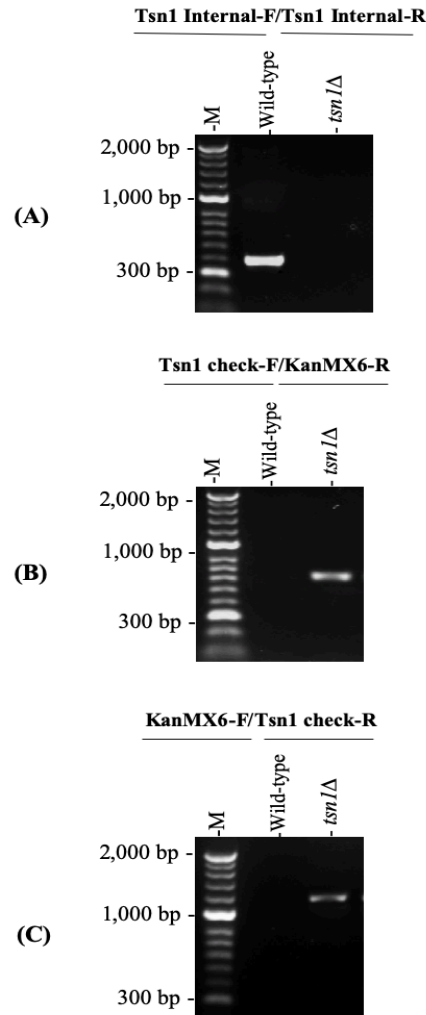 Tsn1 Internal-F/Tsn1 Internal-R
-M
-Wild-type
- tsn1Δ
2,000 bp -
1,000 bp -
(A)
300 bp -
Tsn1 check-F/KanMX6-R
-M
-Wild-type
- tsn1Δ
2,000 bp -
1,000 bp -
(B)
300 bp -
KanMX6-F/Tsn1 check-R
-M
-Wild-type
- tsn1Δ
2,000 bp -
1,000 bp -
(C)
300 bp -